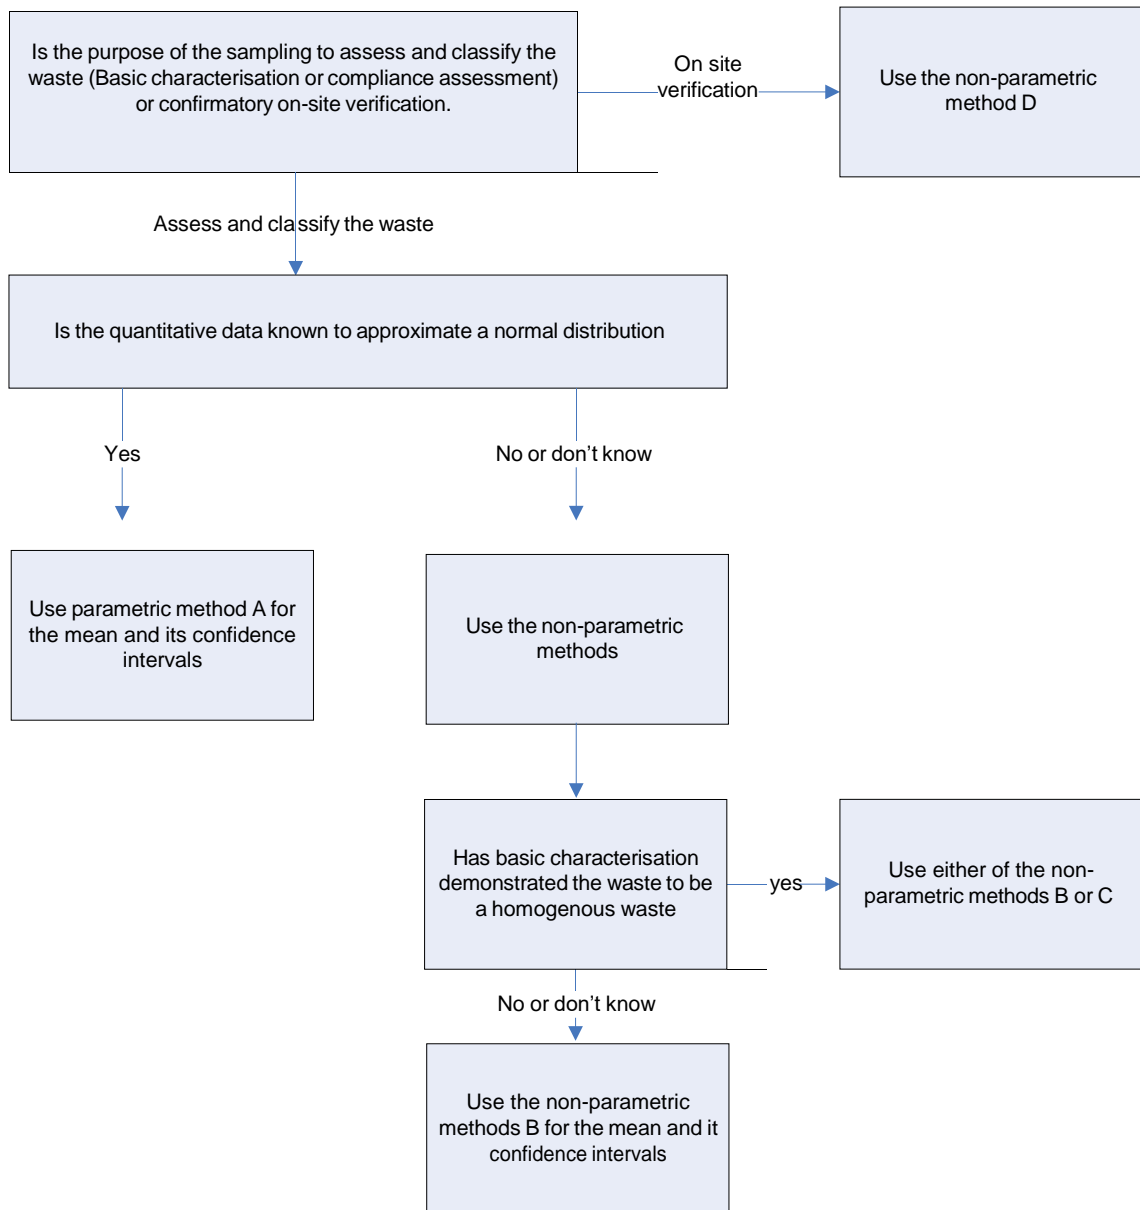 Is the purpose of the sampling to assess and classify the
waste (Basic characterisation or compliance assessment)
or confirmatory on-site verification.
On site
verification
Use the non-parametric
method D
Assess and classify the waste
Is the quantitative data known to approximate a normal distribution
Yes
No or don't know
Use parametric method A for
the mean and its confidence
intervals
Use the non-parametric
methods
Has basic characterisation
demonstrated the waste to be
a homogenous waste
yes
Use either of the non-
parametric methods B or C
No or don't know
Use the non-parametric
methods B for the mean and it
confidence intervals